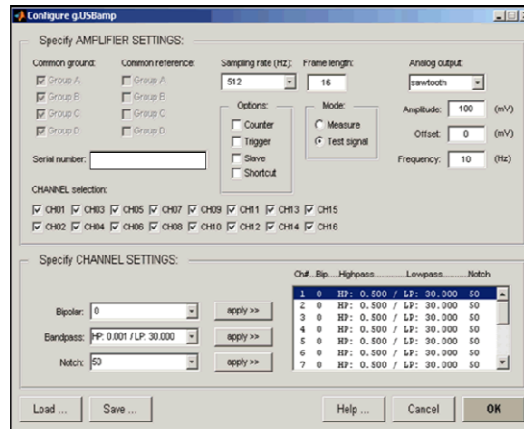 Configure g.USBamp
Specify AMPLIFIER SETTINGS:
Common ground: Common reference: Sampling rate (Hz): Frame length: Analog output:
Group A Group A 512 16 sawtooth
Group B Group B
Group C Group C
Group D Group D
Options: Mode:
Counter Measure
Trigger Test signal
Slave
Shortcut
Amplitude: 100 (mV)
Offset: 0 (mV)
Frequency: 10 (Hz)
Serial number:
CHANNEL selection:
CH01 CH03 CH05 CH07 CH09 CH11 CH13 CH15
CH02 CH04 CH06 CH08 CH10 CH12 CH14 CH16
Specify CHANNEL SETTINGS:
Bipolar: 0 apply >>
Bandpass: HP: 0.001 / LP: 30.000 apply >>
Notch: 50 apply >>
Ch#..Bip....Highpass..............Lowpass.........Notch
1 0 HP: 0.500 / LP: 30.000 50
2 0 HP: 0.500 / LP: 30.000 50
3 0 HP: 0.500 / LP: 30.000 50
4 0 HP: 0.500 / LP: 30.000 50
5 0 HP: 0.500 / LP: 30.000 50
6 0 HP: 0.500 / LP: 30.000 50
7 0 HP: 0.500 / LP: 30.000 50
Load ... Save ... Help ... Cancel OK